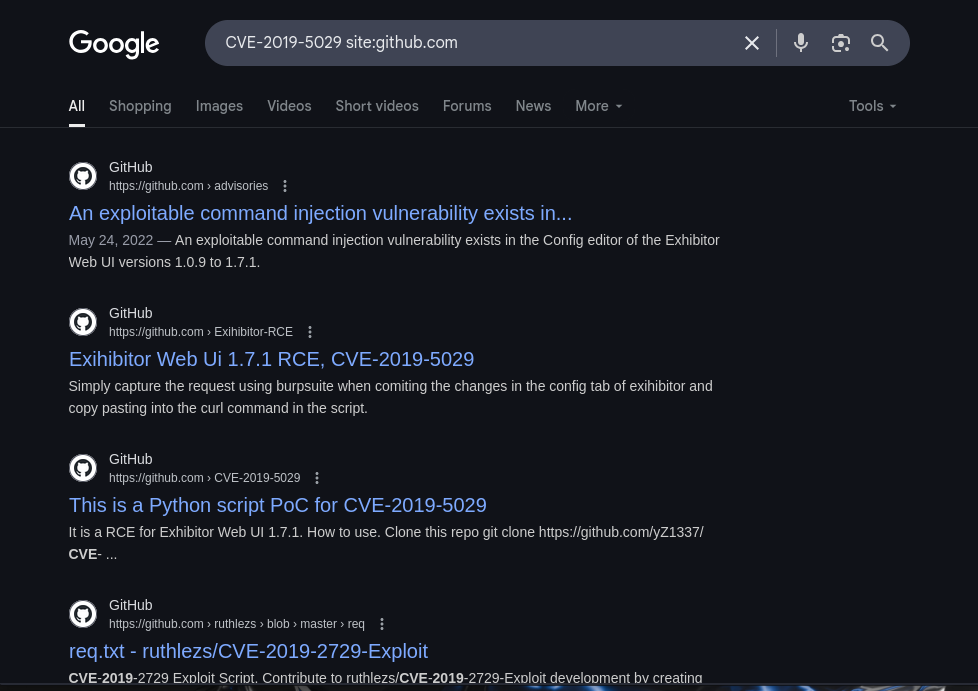 Google
CVE-2019-5029 site:github.com
All Shopping Images Videos Short videos Forums News More Tools
GitHub
https://github.com › advisories
An exploitable command injection vulnerability exists in...
May 24, 2022 — An exploitable command injection vulnerability exists in the Config editor of the Exhibitor
Web UI versions 1.0.9 to 1.7.1.
GitHub
https://github.com › Exihibitor-RCE
Exihibitor Web Ui 1.7.1 RCE, CVE-2019-5029
Simply capture the request using burpsuite when comiting the changes in the config tab of exihibitor and
copy pasting into the curl command in the script.
GitHub
https://github.com › CVE-2019-5029
This is a Python script PoC for CVE-2019-5029
It is a RCE for Exhibitor Web UI 1.7.1. How to use. Clone this repo git clone https://github.com/yZ1337/
CVE- ...
GitHub
https://github.com › ruthlezs › blob › master › req
req.txt - ruthlezs/CVE-2019-2729-Exploit
CVE-2019-2729 Exploit Script. Contribute to ruthlezs/CVE-2019-2729-Exploit development by creating